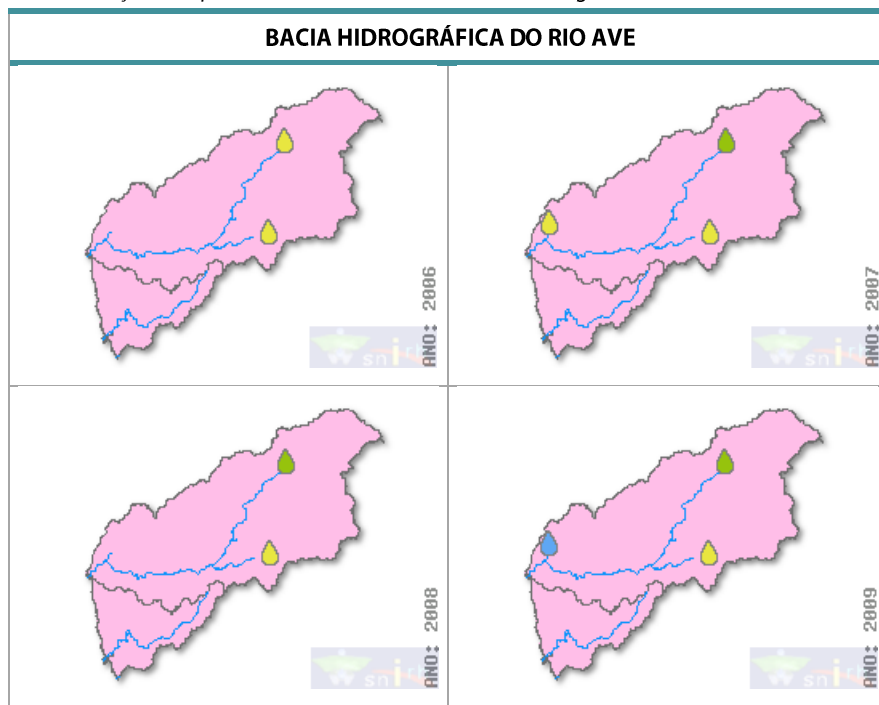 BACIA HIDROGRÁFICA DO RIO AVE
ANO: 2006
ANO: 2007
ANO: 2008
ANO: 2009